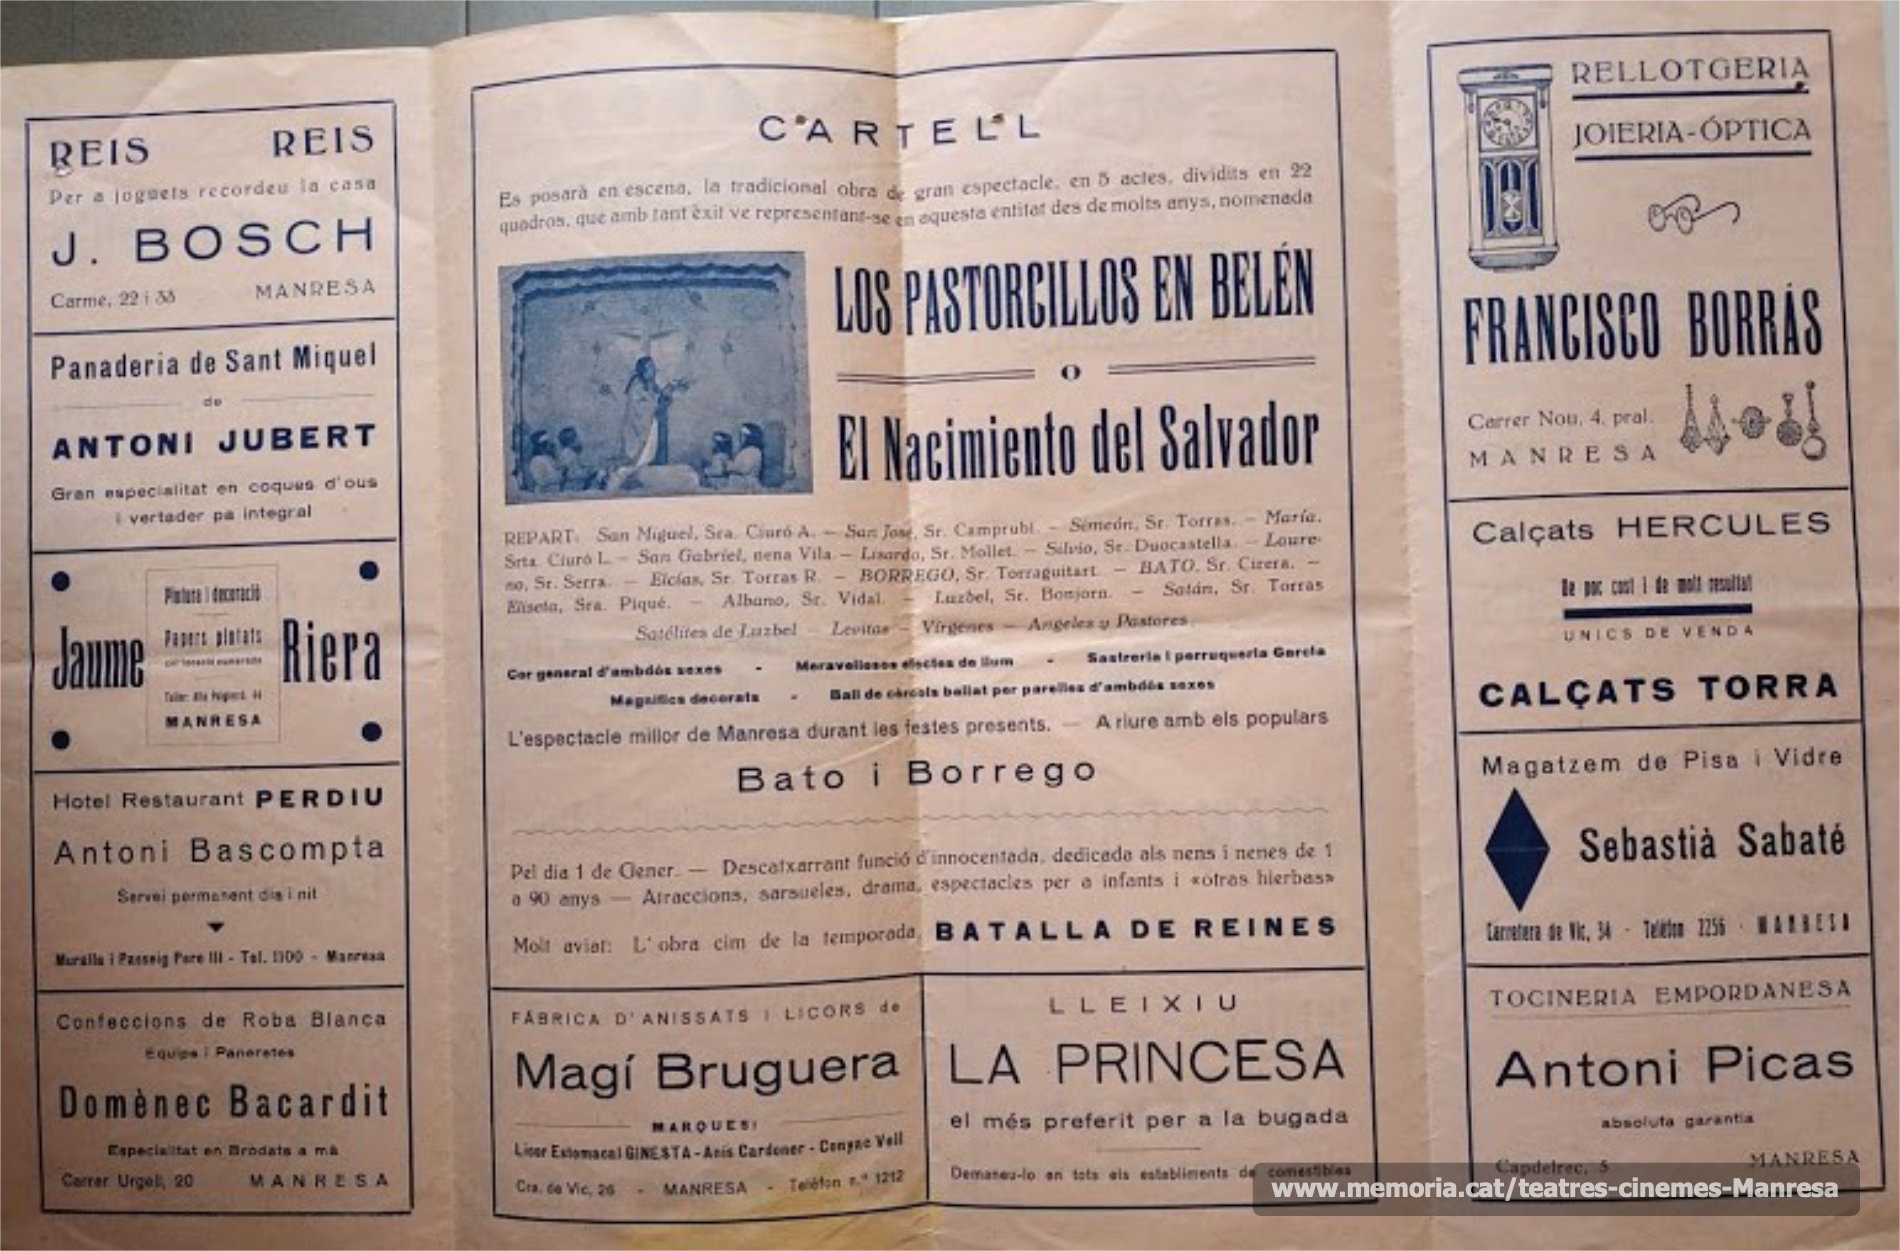 REIS REIS
Per a joguets recordeu la casa
J. BOSCH
Carme, 22 i 33 MANRESA
Panaderia de Sant Miquel
de
ANTONI JUBERT
Gran especialitat en coques d'ous
i vertader pa integral
Pintura i decoració
Jaume Riera
Papers pintats
MANRESA
Hotel Restaurant PERDIU
Antoni Bascompta
Servei permanent dia i nit
Muralla i Passeig Pere III - Tel. 1100 - Manresa
Confeccions de Roba Blanca
Equips i Paneretes
Domènec Bacardit
Especialitat en Brodats a mà
Carrer Urgell, 20 MANRESA
CARTELL
Es posarà en escena, la tradicional obra de gran espectacle, en 5 actes, dividits en 22
quadros, que amb tant èxit ve representant-se en aquesta entitat des de molts anys, nomenada
LOS PASTORCILLOS EN BELÉN
O
El Nacimiento del Salvador
REPART: San Miguel, Sra. Ciuró A. — San José, Sr. Camprubí. — Simeón, Sr. Torras. — María,
Srta. Ciuró L. — San Gabriel, nena Vila. — Lisardo, Sr. Mollet. — Silvio, Sr. Duocastella. — Loure-
no, Sr. Serra. — Elcías, Sr. Torras R. — BORREGO, Sr. Torraguitart. — BATO, Sr. Cirera. —
Eliseta, Sra. Piqué. — Albano, Sr. Vidal. — Luzbel, Sr. Bonjorn. — Satán, Sr. Torras
Satélites de Luzbel — Levitas — Vírgenes — Angeles y Pastores
Cor general d'ambdós sexes - Meravellosos efectes de llum - Sastreria i perruqueria García
Magnífics decorats - Ball de cércols ballat per parelles d'ambdós sexes
L'espectacle millor de Manresa durant les festes presents. — A riure amb els populars
Bato i Borrego
Pel dia 1 de Gener. — Descatxarrant funció d'innocentada, dedicada als nens i nenes de 1
a 90 anys — Atraccions, sarsueles, drama, espectacles per a infants i «otras hierbas»
Molt aviat: L'obra cim de la temporada, BATALLA DE REINES
FÀBRICA D'ANISSATS I LICORS de
Magí Bruguera
MARQUES:
Licor Estomacal GINESTA - Anís Cardoner - Conyac Vell
Cra. de Vic, 26 - MANRESA - Telèfon n.º 1212
LLEIXIU
LA PRINCESA
el més preferit per a la bugada
Demaneu-lo en tots els establiments de comestibles
RELLOTGERIA
JOIERIA-ÓPTICA
FRANCISCO BORRÁS
Carrer Nou, 4, pral.
MANRESA
Calçats HERCULES
De poc cost i de molt resultat
UNICS DE VENDA
CALÇATS TORRA
Magatzem de Pisa i Vidre
Sebastià Sabaté
Carretera de Vic, 34 - Telèfon 2256 - MANRESA
TOCINERIA EMPORDANESA
Antoni Picas
absoluta garantia
Capdelrec, 5 MANRESA
www.memoria.cat/teatres-cinemes-Manresa